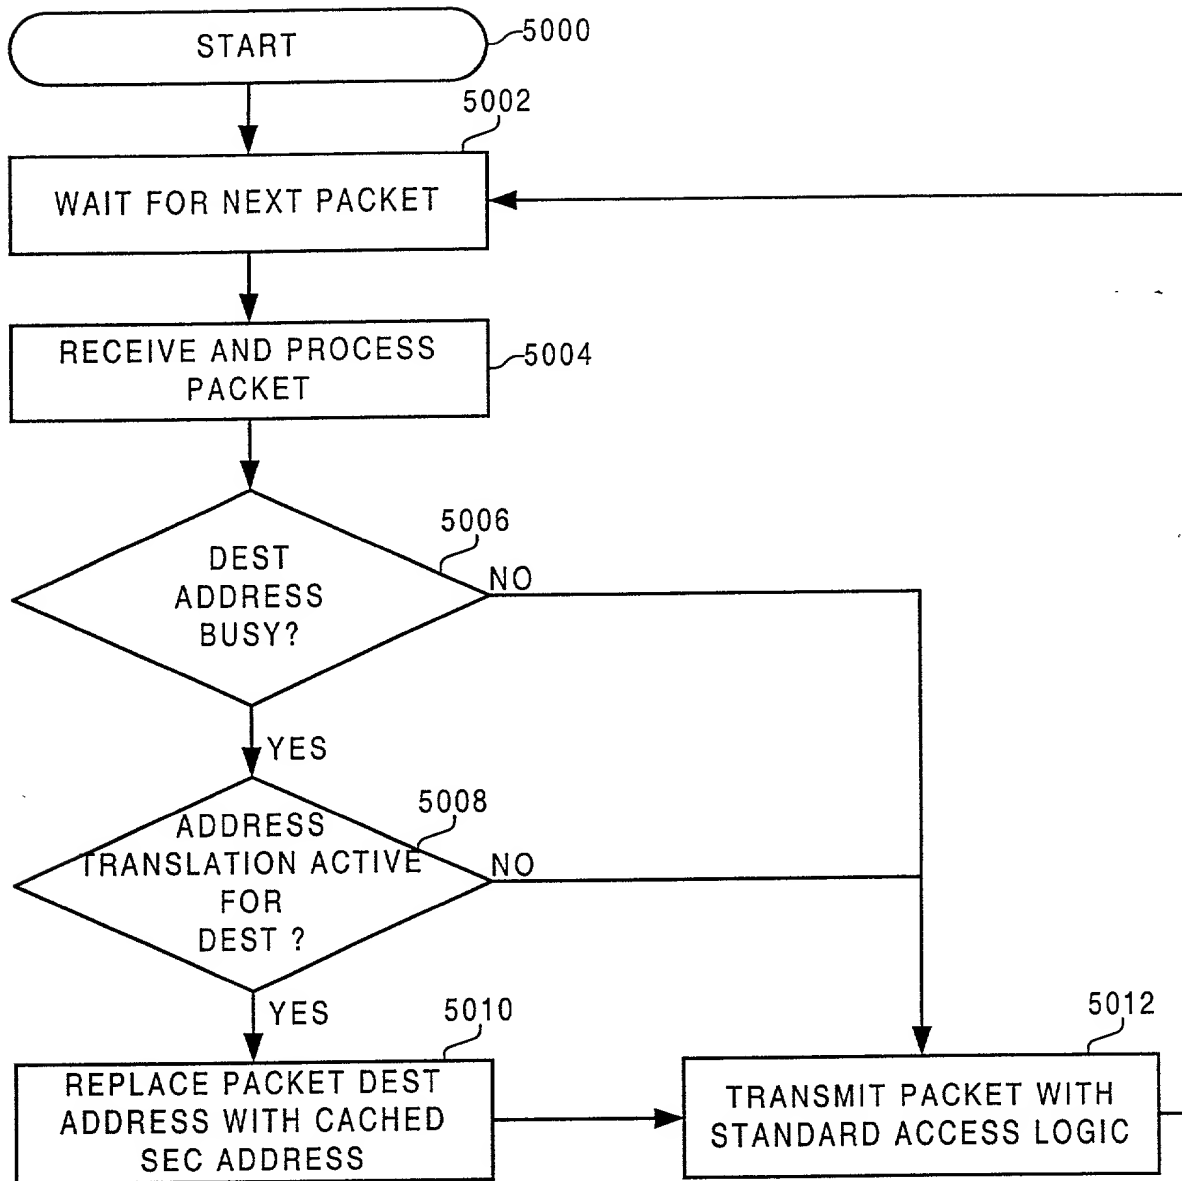 START
5000
5002
WAIT FOR NEXT PACKET
RECEIVE AND PROCESS
PACKET
5004
5006
DEST
ADDRESS
BUSY?
NO
YES
5008
ADDRESS
TRANSLATION ACTIVE
FOR
DEST ?
NO
YES
5010
REPLACE PACKET DEST
ADDRESS WITH CACHED
SEC ADDRESS
5012
TRANSMIT PACKET WITH
STANDARD ACCESS LOGIC